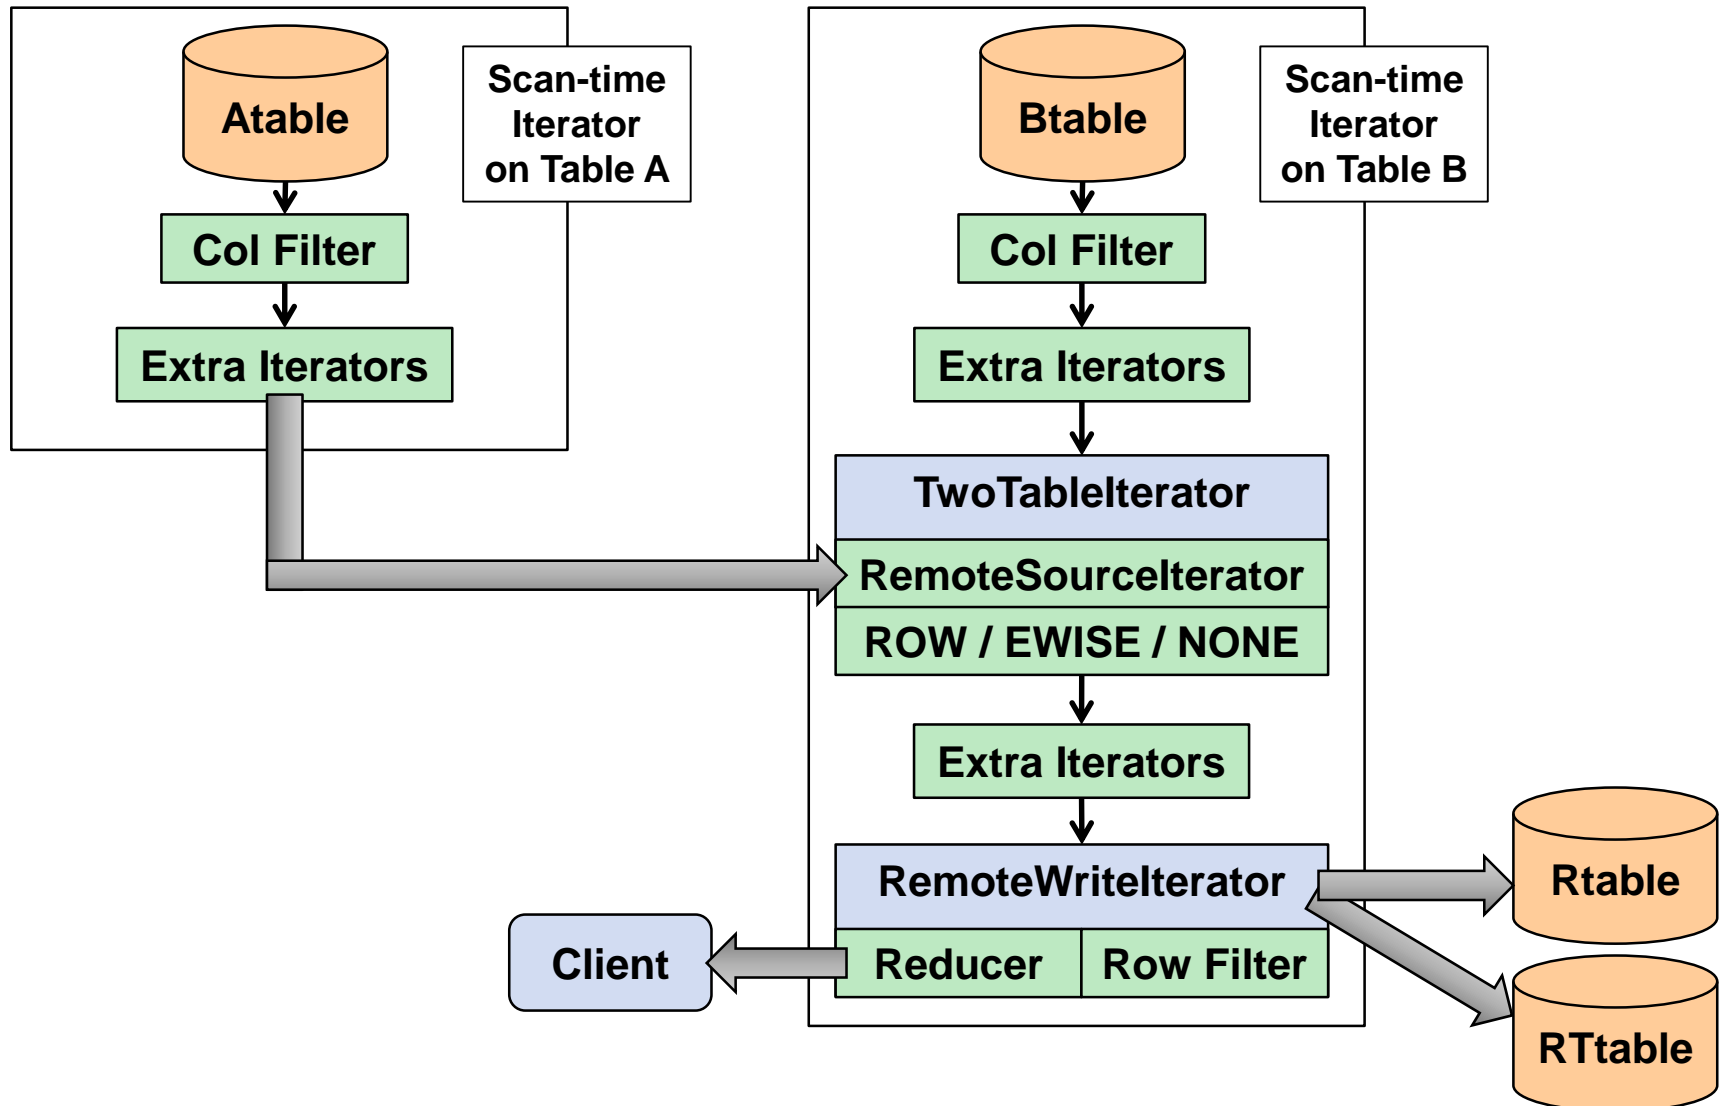 Atable
Scan-time
Iterator
on Table A
Col Filter
Extra Iterators
Btable
Scan-time
Iterator
on Table B
Col Filter
Extra Iterators
TwoTableIterator
RemoteSourceIterator
ROW / EWISE / NONE
Extra Iterators
RemoteWriteIterator
Reducer
Row Filter
Client
Rtable
RTtable